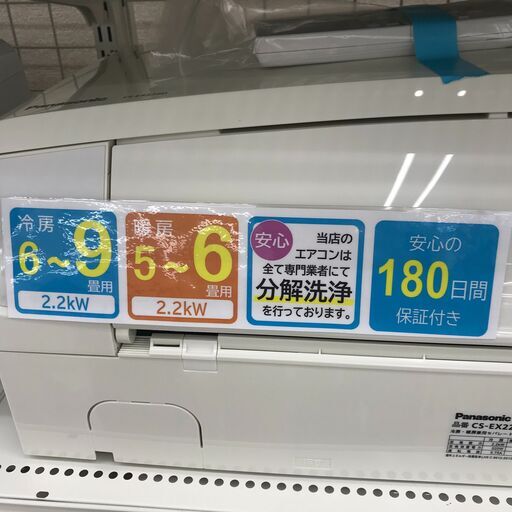 Panasonic
冷房
6～9
畳用
2.2kW
暖房
5～6
畳用
2.2kW
安心
当店の
エアコンは
全て専門業者にて
分解洗浄
を行っております。
安心の
180日間
保証付き
Panasonic
品番 CS-EX22